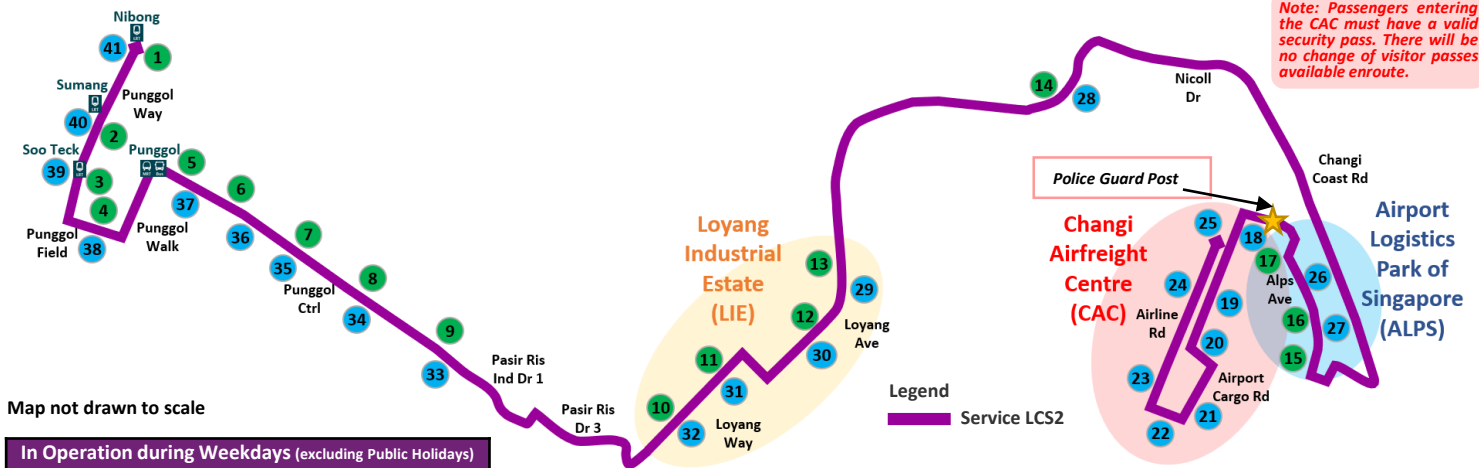 Nibong
41
1
Sumang
Punggol
Way
40
2
Soo Teck
39
3
4
Punggol
5
Punggol
Field
38
Punggol
Walk
37
6
36
7
35
Punggol
Ctrl
8
34
9
33
Pasir Ris
Ind Dr 1
Pasir Ris
Dr 3
10
32
Loyang
Way
11
31
12
30
Loyang
Industrial
Estate
(LIE)
13
29
Loyang
Ave
14
28
Nicoll
Dr
Note: Passengers entering
the CAC must have a valid
security pass. There will be
no change of visitor passes
available enroute.
Changi
Coast Rd
Police Guard Post
Changi
Airfreight
Centre
(CAC)
25
18
17
Alps
Ave
26
24
19
Airline
Rd
16
27
20
15
23
Airport
Cargo Rd
21
22
Airport
Logistics
Park of
Singapore
(ALPS)
Legend
Service LCS2
Map not drawn to scale
In Operation during Weekdays (excluding Public Holidays)